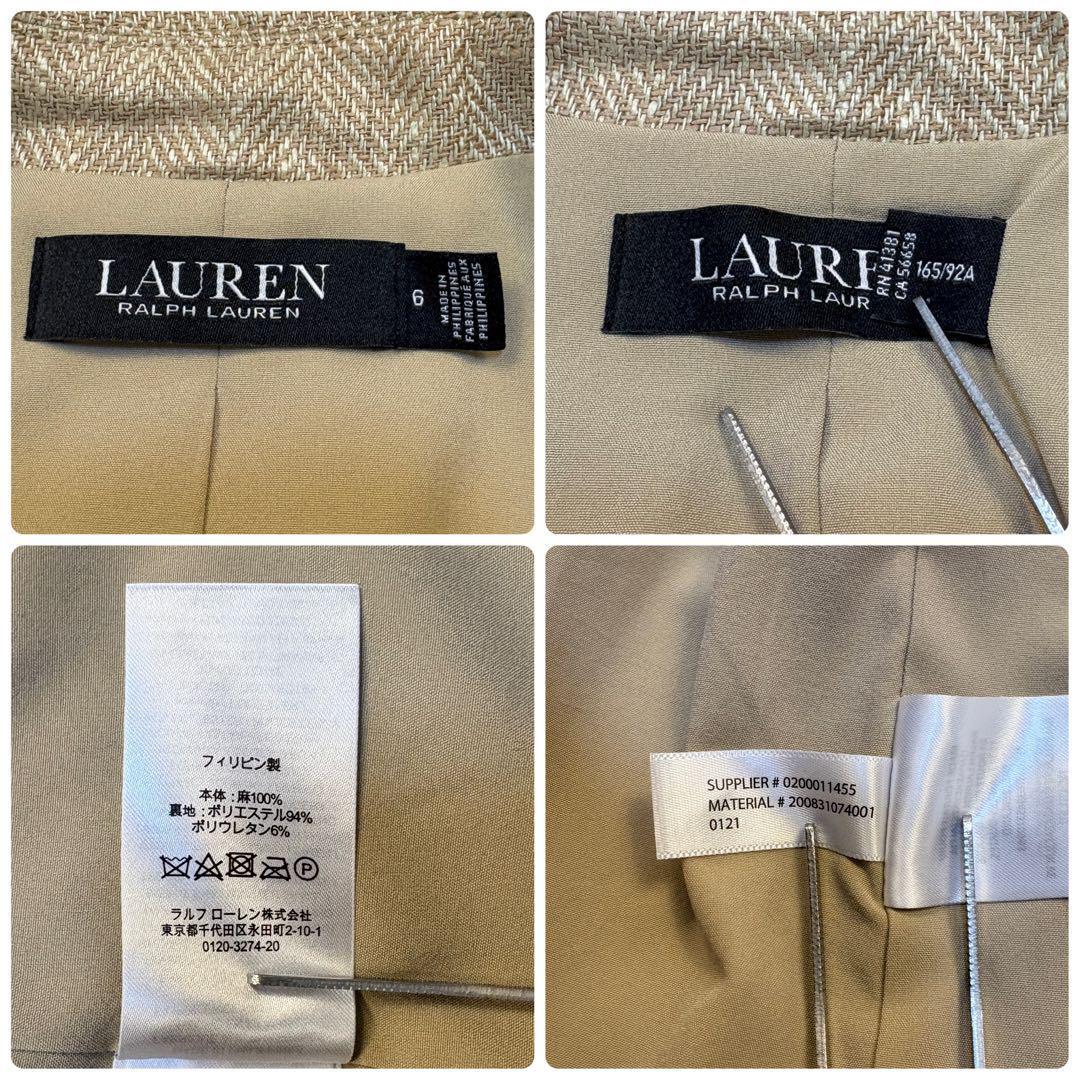 LAUREN
RALPH LAUREN
6
MADE IN
PHILIPPINES
FABRIQUÉ AUX
PHILIPPINES
LAURE
RALPH LAUR
RN 41381
CA 56658
165/92A
フィリピン製
本体 : 麻100%
裏地 : ポリエステル94%
ポリウレタン6%
P
ラルフ ローレン株式会社
東京都千代田区永田町2-10-1
0120-3274-20
SUPPLIER # 0200011455
MATERIAL # 200831074001
0121